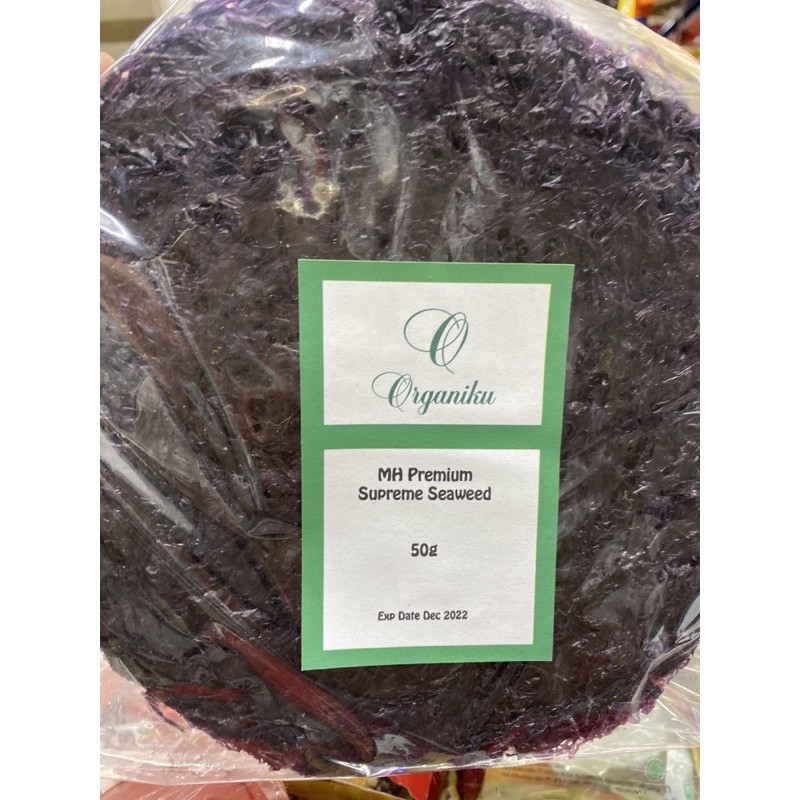 O
Organiku
MH Premium
Supreme Seaweed
50g
Exp Date Dec 2022